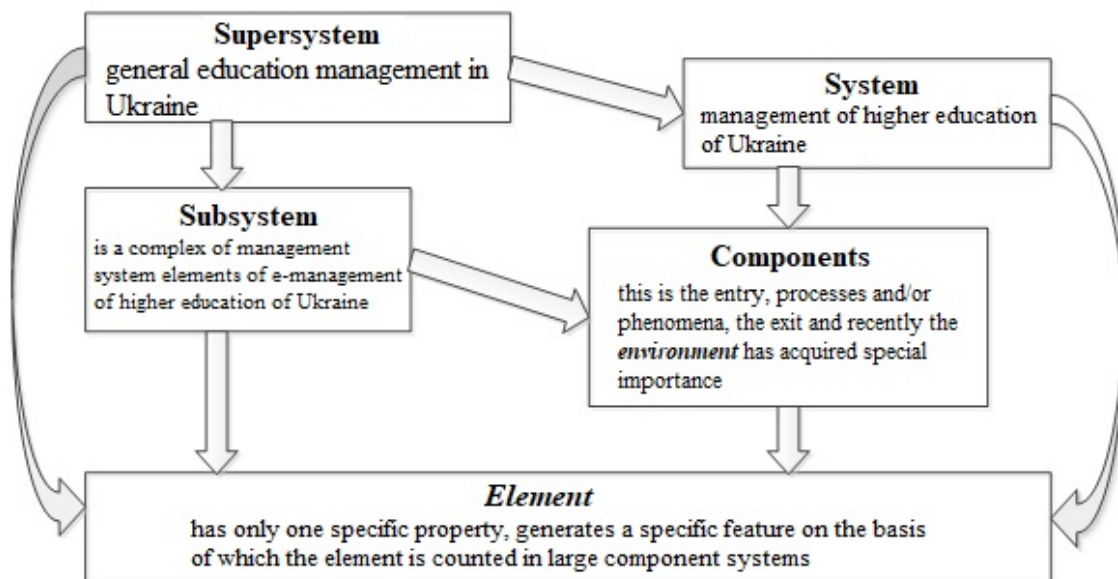 Supersystem
general education management in
Ukraine
System
management of higher education
of Ukraine
Subsystem
is a complex of management
system elements of e-management
of higher education of Ukraine
Components
this is the entry, processes and/or
phenomena, the exit and recently the
environment has acquired special
importance
Element
has only one specific property, generates a specific feature on the basis
of which the element is counted in large component systems